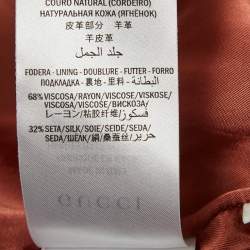 COURO NATURAL (CORDEIRO)
НАТУРАЛЬНАЯ КОЖА (ЯГНЁНОК)
皮革部分 羊革
羊皮革
جلد الجمل
FODERA - LINING - DOUBLURE - FUTTER - FORRO
ПОДКЛАДКА - 裏地 - 里料 - البطانة
68% VISCOSA/RAYON/VISCOSE/VISKOSE/
VISCOSA/VISCOSE/ВИСКОЗА/
レーヨン/粘胶纤维/فسكوز
32% SETA/SILK/SOIE/SEIDE/SEDA/
SEDA/ШЁЛК/絹/桑蚕丝/حرير
GUCCI